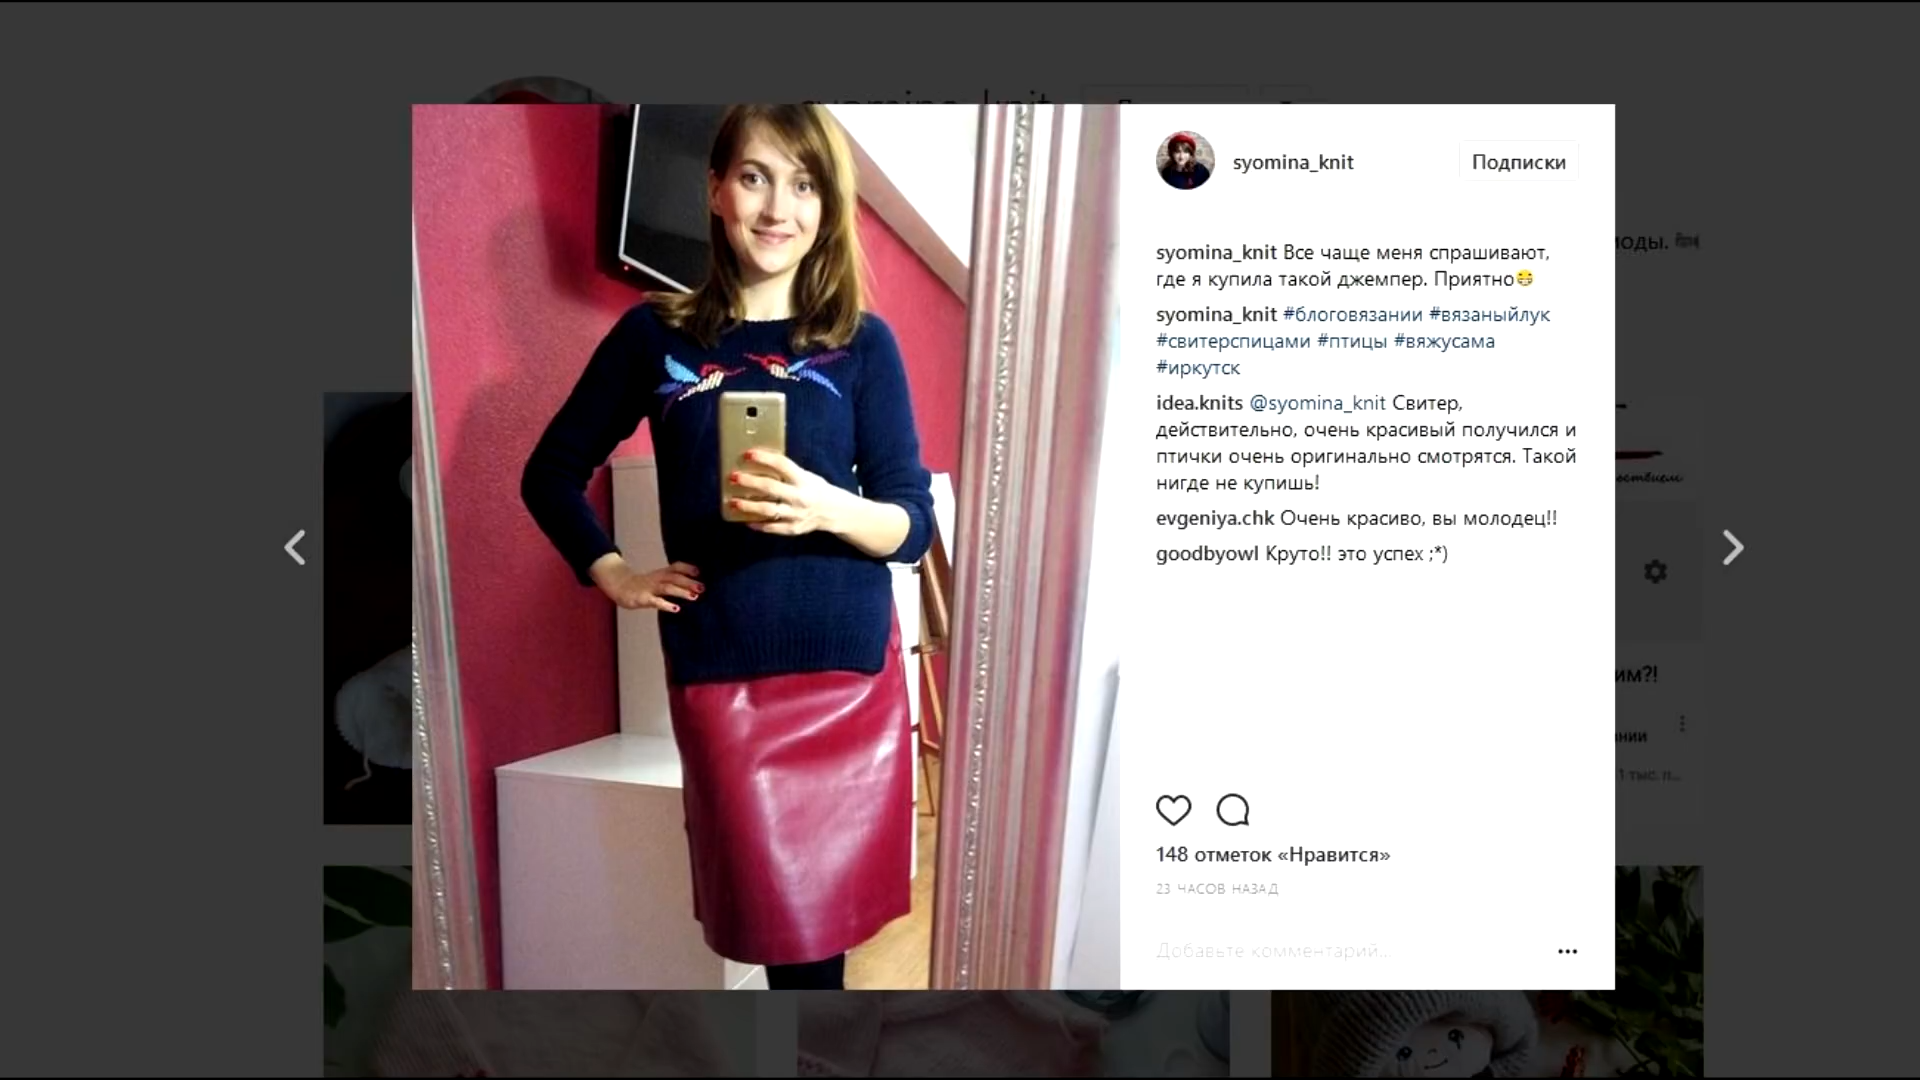 syomina_knit
syomina_knit
Подписки
syomina_knit Все чаще меня спрашивают,
где я купила такой джемпер. Приятно😁
syomina_knit #блоговязании #вязаныйлук
#свитерспицами #птицы #вяжусама
#иркутск
idea.knits @syomina_knit Свитер,
действительно, очень красивый получился и
птички очень оригинально смотрятся. Такой
нигде не купишь!
evgeniya.chk Очень красиво, вы молодец!!
goodbyowl Круто!! это успех ;*)
148 отметок «Нравится»
23 ЧАСОВ НАЗАД
Добавьте комментарий...